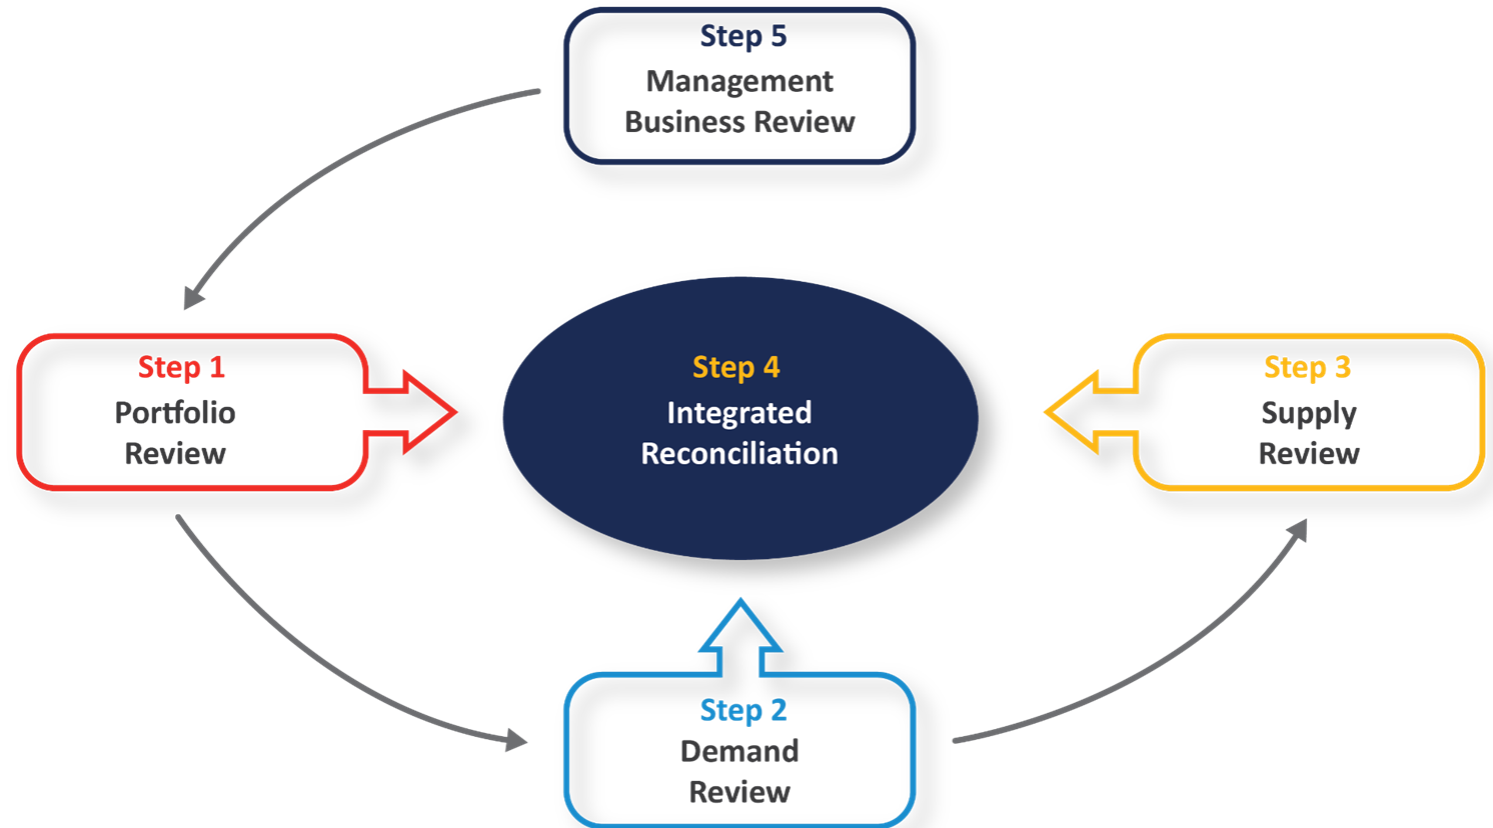 Step 5
Management
Business Review
Step 1
Portfolio
Review
Step 4
Integrated
Reconciliation
Step 3
Supply
Review
Step 2
Demand
Review